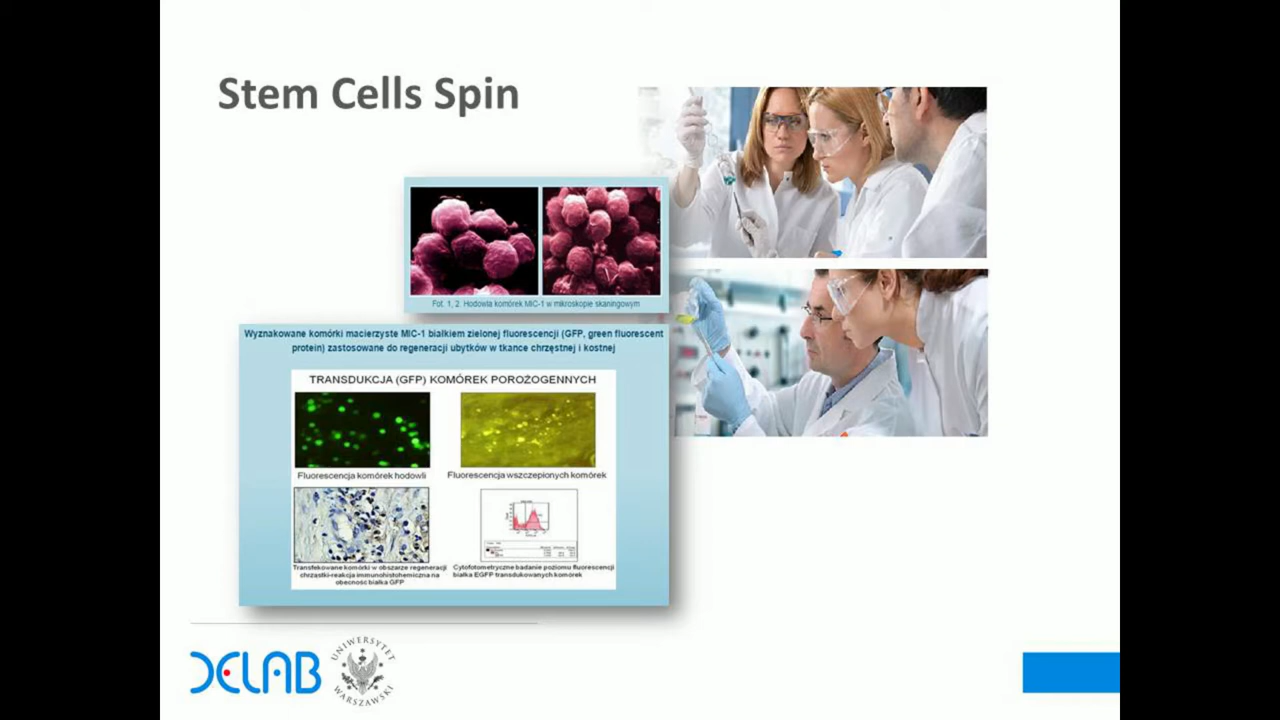 Stem Cells Spin
Fot. 1, 2. Hodowla komórek MIC-1 w mikroskopie skaningowym
Wyznakowane komórki macierzyste MIC-1 białkiem zielonej fluorescencji (GFP, green fluorescent
protein) zastosowane do regeneracji ubytków w tkance chrzęstnej i kostnej
TRANSDUKCJA (GFP) KOMÓREK POROŻOGENNYCH
Fluorescencja komórek hodowli
Fluorescencja wszczepionych komórek
Transfekowane komórki w obszarze regeneracji
chrząstki-reakcja immunohistohemiczna na
obecność białka GFP
Cytofotometryczne badanie poziomu fluorescencji
białka EGFP transdukowanych komórek
DELAB
UNIWERSYTET
WARSZAWSKI